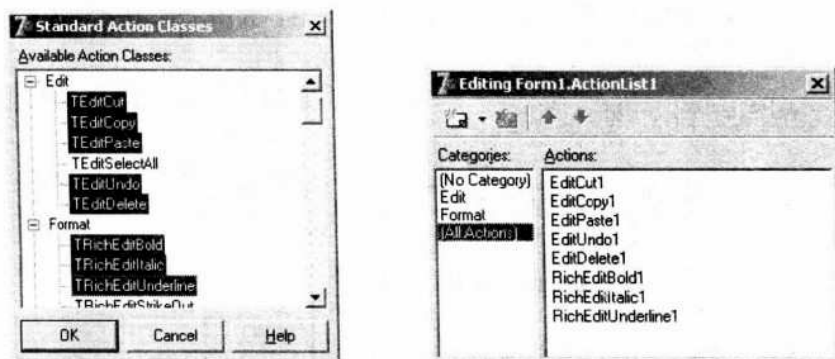 Standard Action Classes
Available Action Classes:
Edit
TEditCut
TEditCopy
TEditPaste
TEditSelectAll
TEditUndo
TEditDelete
Format
TRichEditBold
TRichEditItalic
TRichEditUnderline
TRichEditStrikeOut
OK Cancel Help
7 Editing Form1.ActionList1
Categories: Actions:
(No Category)
Edit
Format
(All Actions)
EditCut1
EditCopy1
EditPaste1
EditUndo1
EditDelete1
RichEditBold1
RichEditItalic1
RichEditUnderline1